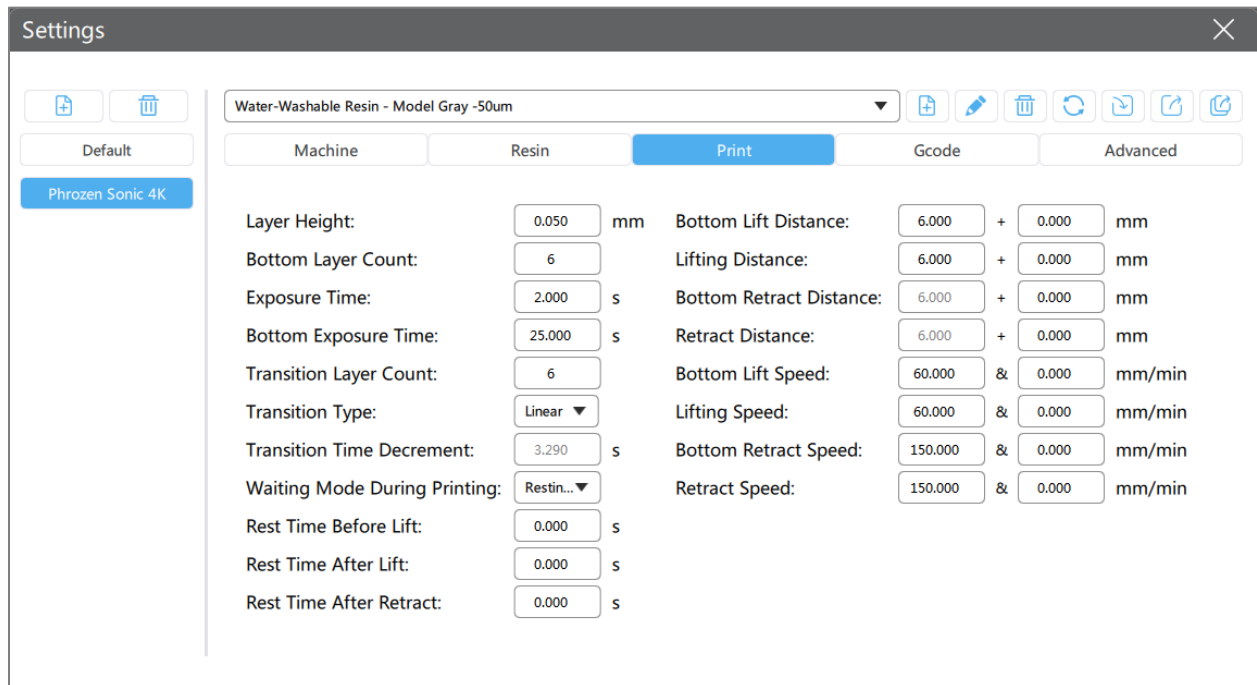 Settings
Water-Washable Resin - Model Gray -50um
Default
Machine Resin Print Gcode Advanced
Phrozen Sonic 4K
Layer Height: 0.050 mm Bottom Lift Distance: 6.000 + 0.000 mm
Bottom Layer Count: 6 Lifting Distance: 6.000 + 0.000 mm
Exposure Time: 2.000 s Bottom Retract Distance: 6.000 + 0.000 mm
Bottom Exposure Time: 25.000 s Retract Distance: 6.000 + 0.000 mm
Transition Layer Count: 6 Bottom Lift Speed: 60.000 & 0.000 mm/min
Transition Type: Linear Lifting Speed: 60.000 & 0.000 mm/min
Transition Time Decrement: 3.290 s Bottom Retract Speed: 150.000 & 0.000 mm/min
Waiting Mode During Printing: Restin... Retract Speed: 150.000 & 0.000 mm/min
Rest Time Before Lift: 0.000 s
Rest Time After Lift: 0.000 s
Rest Time After Retract: 0.000 s